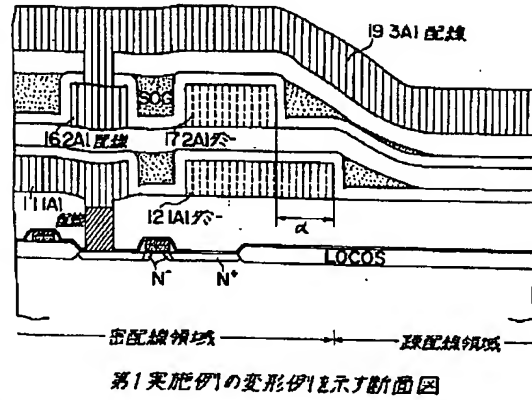 19 3Al配線
SOG
16 2Al配線
17 2Alダミー
11 1Al
配線
12 1Alダミー
d
LOCOS
N⁻
N⁺
密配線領域
疎配線領域
第1実施例の変形例を示す断面図